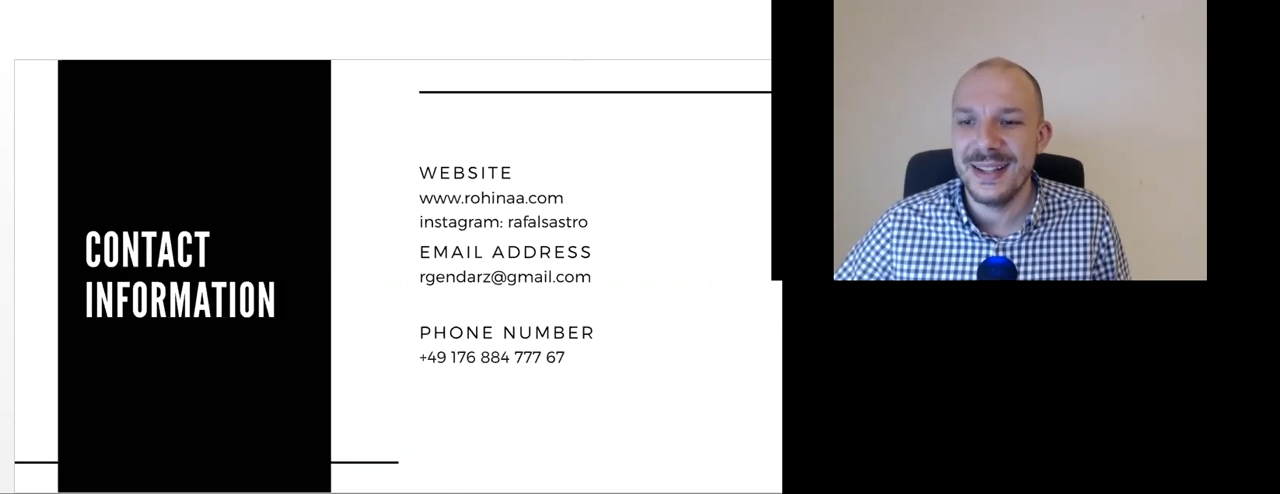 CONTACT
INFORMATION
WEBSITE
www.rohinaa.com
instagram: rafalsastro
EMAIL ADDRESS
rgendarz@gmail.com
PHONE NUMBER
+49 176 884 777 67